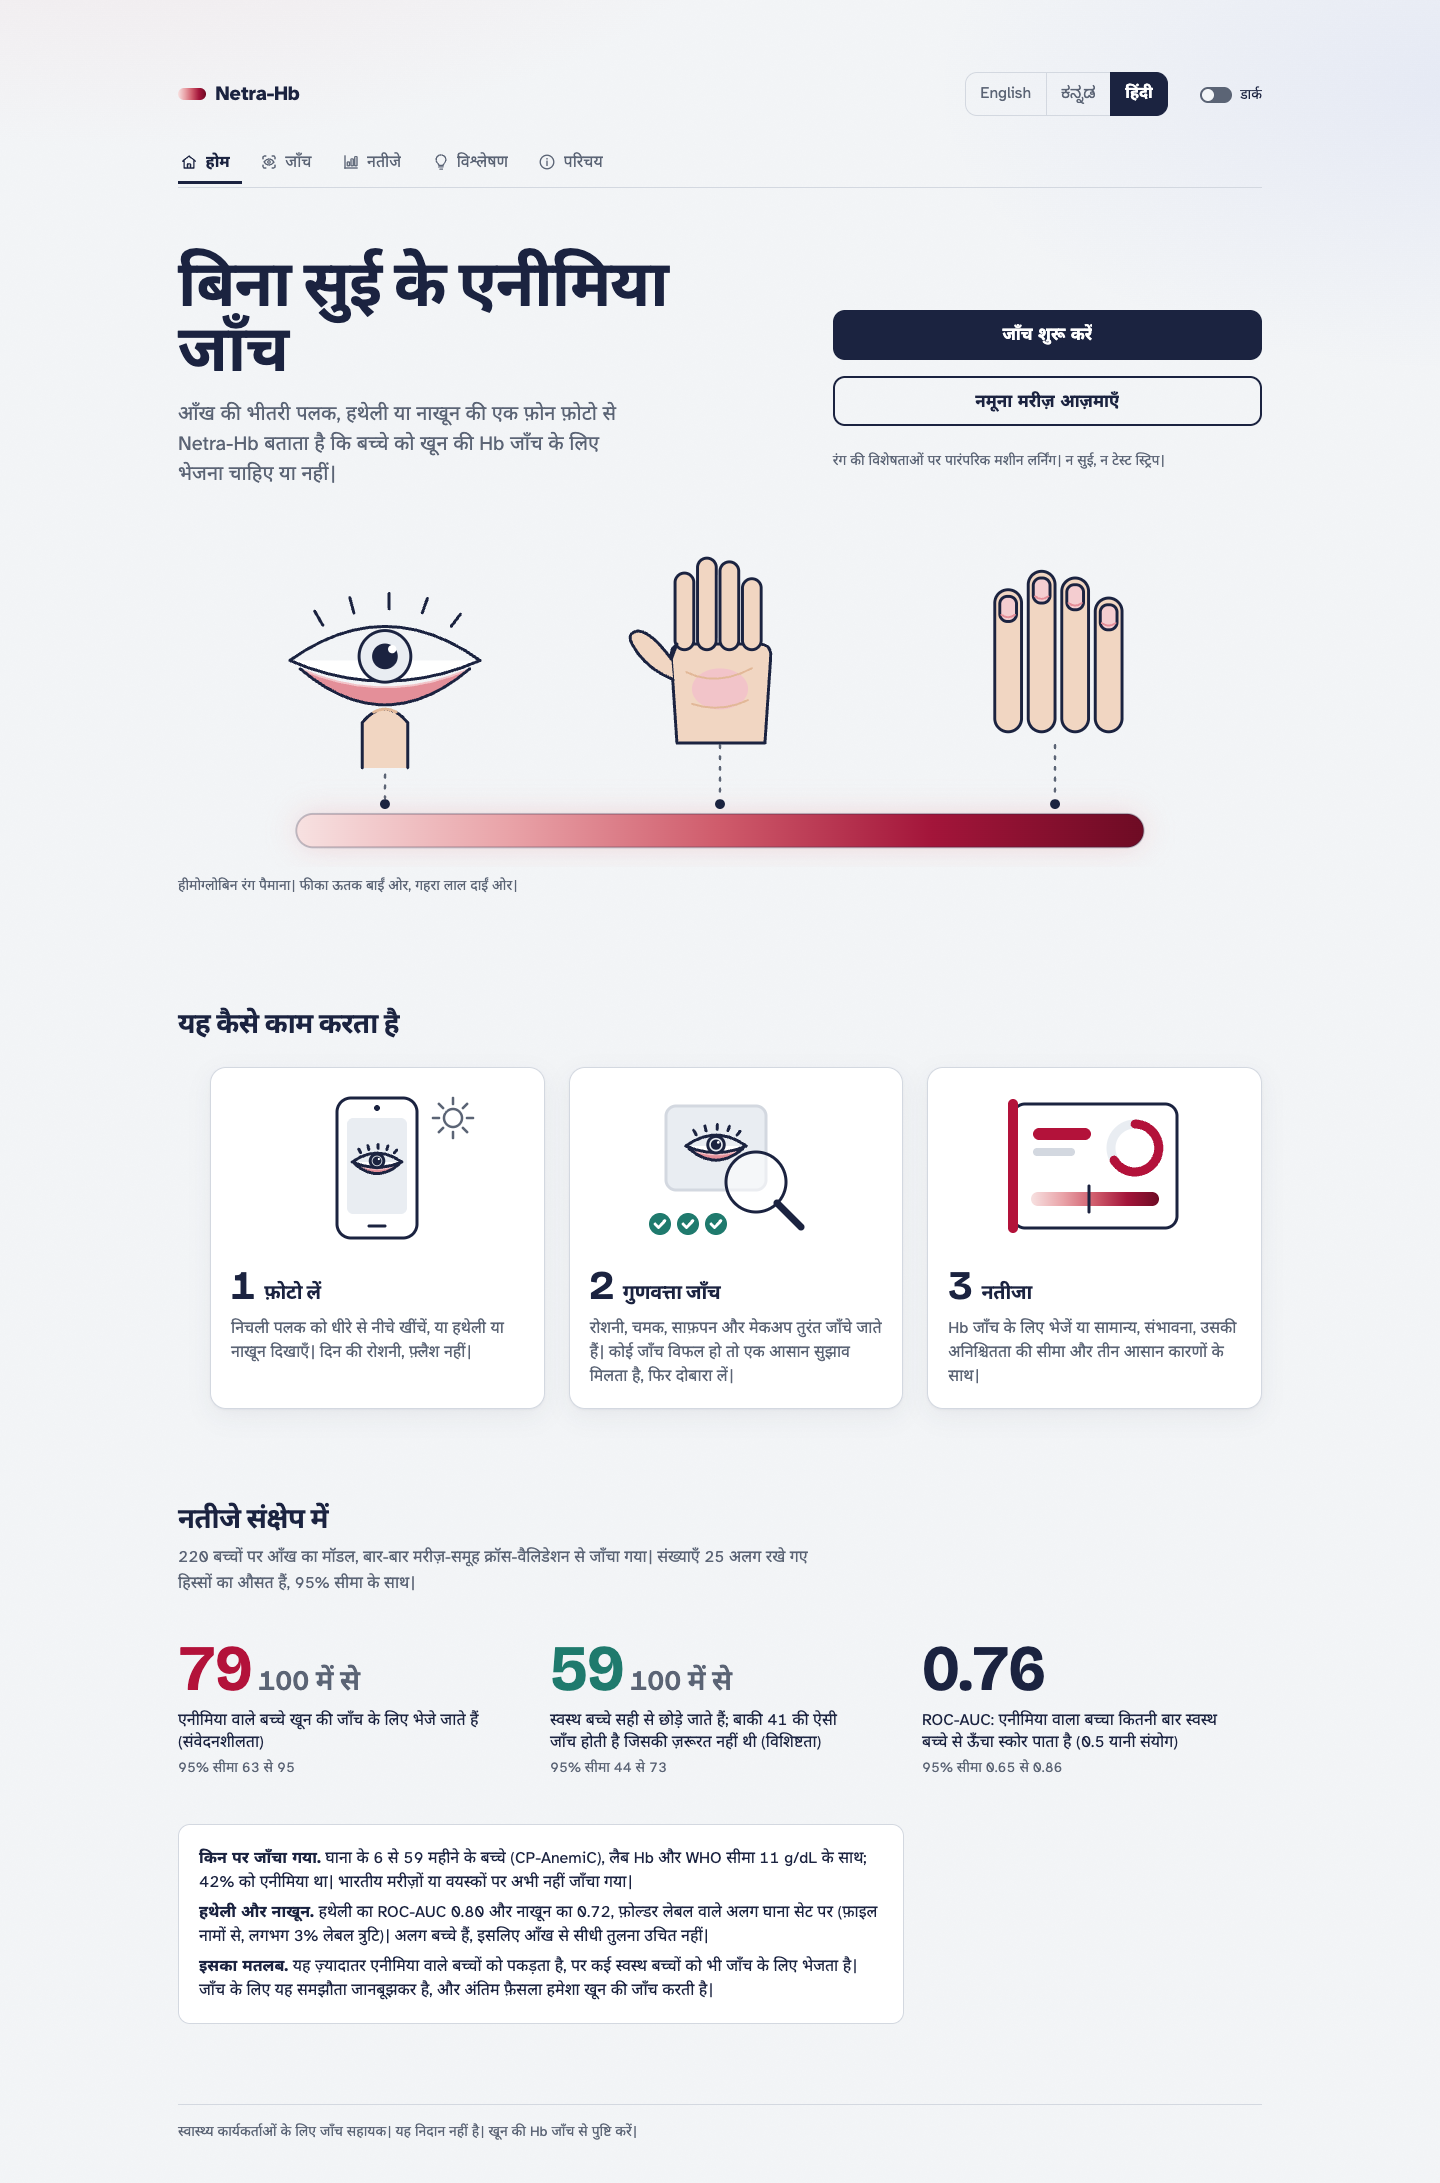 Netra-Hb
English
ಕನ್ನಡ
हिंदी
डार्क
होम
जाँच
नतीजे
विश्लेषण
परिचय
बिना सुई के एनीमिया
जाँच
आँख की भीतरी पलक, हथेली या नाखून की एक फ़ोन फ़ोटो से
Netra-Hb बताता है कि बच्चे को खून की Hb जाँच के लिए
भेजना चाहिए या नहीं|
जाँच शुरू करें
नमूना मरीज़ आज़माएँ
रंग की विशेषताओं पर पारंपरिक मशीन लर्निंग| न सुई, न टेस्ट स्ट्रिप|
हीमोग्लोबिन रंग पैमाना| फीका ऊतक बाईं ओर, गहरा लाल दाईं ओर|
यह कैसे काम करता है
1 फ़ोटो लें
निचली पलक को धीरे से नीचे खींचें, या हथेली या
नाखून दिखाएँ| दिन की रोशनी, फ़्लैश नहीं|
2 गुणवत्ता जाँच
रोशनी, चमक, साफ़पन और मेकअप तुरंत जाँचे जाते
हैं| कोई जाँच विफल हो तो एक आसान सुझाव
मिलता है, फिर दोबारा लें|
3 नतीजा
Hb जाँच के लिए भेजें या सामान्य, संभावना, उसकी
अनिश्चितता की सीमा और तीन आसान कारणों के
साथ|
नतीजे संक्षेप में
220 बच्चों पर आँख का मॉडल, बार-बार मरीज़-समूह क्रॉस-वैलिडेशन से जाँचा गया| संख्याएँ 25 अलग रखे गए
हिस्सों का औसत हैं, 95% सीमा के साथ|
79 100 में से
एनीमिया वाले बच्चे खून की जाँच के लिए भेजे जाते हैं
(संवेदनशीलता)
95% सीमा 63 से 95
59 100 में से
स्वस्थ बच्चे सही से छोड़े जाते हैं; बाकी 41 की ऐसी
जाँच होती है जिसकी ज़रूरत नहीं थी (विशिष्टता)
95% सीमा 44 से 73
0.76
ROC-AUC: एनीमिया वाला बच्चा कितनी बार स्वस्थ
बच्चे से ऊँचा स्कोर पाता है (0.5 यानी संयोग)
95% सीमा 0.65 से 0.86
किन पर जाँचा गया. घाना के 6 से 59 महीने के बच्चे (CP-AnemiC), लैब Hb और WHO सीमा 11 g/dL के साथ;
42% को एनीमिया था| भारतीय मरीज़ों या वयस्कों पर अभी नहीं जाँचा गया|
हथेली और नाखून. हथेली का ROC-AUC 0.80 और नाखून का 0.72, फ़ोल्डर लेबल वाले अलग घाना सेट पर (फ़ाइल
नामों से, लगभग 3% लेबल त्रुटि)| अलग बच्चे हैं, इसलिए आँख से सीधी तुलना उचित नहीं|
इसका मतलब. यह ज़्यादातर एनीमिया वाले बच्चों को पकड़ता है, पर कई स्वस्थ बच्चों को भी जाँच के लिए भेजता है|
जाँच के लिए यह समझौता जानबूझकर है, और अंतिम फ़ैसला हमेशा खून की जाँच करती है|
स्वास्थ्य कार्यकर्ताओं के लिए जाँच सहायक| यह निदान नहीं है| खून की Hb जाँच से पुष्टि करें|